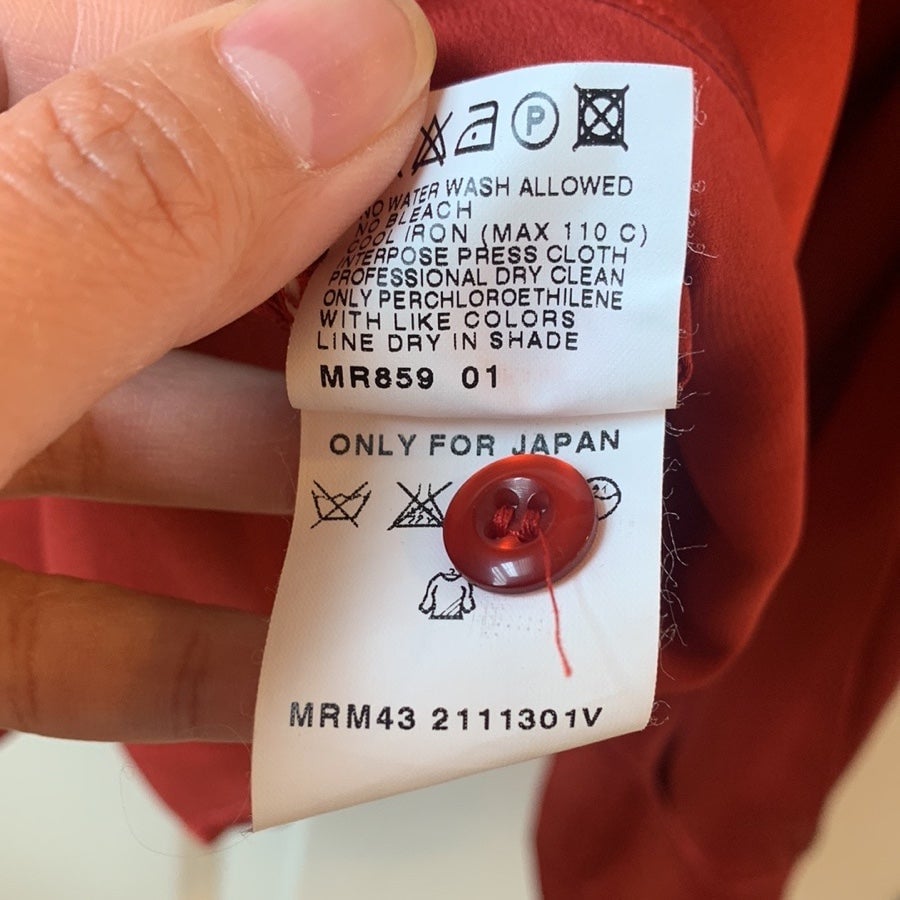 P
NO WATER WASH ALLOWED
NO BLEACH
COOL IRON (MAX 110 C)
INTERPOSE PRESS CLOTH
PROFESSIONAL DRY CLEAN
ONLY PERCHLOROETHILENE
WITH LIKE COLORS
LINE DRY IN SHADE
MR859 01
ONLY FOR JAPAN
MRM43 2111301V